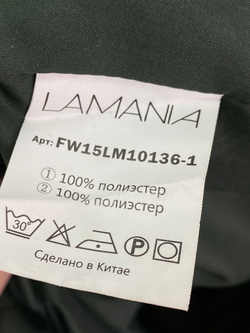 LAMANIA
Арт: FW15LM10136-1
① 100% полиэстер
② 100% полиэстер
30°
P
Сделано в Китае